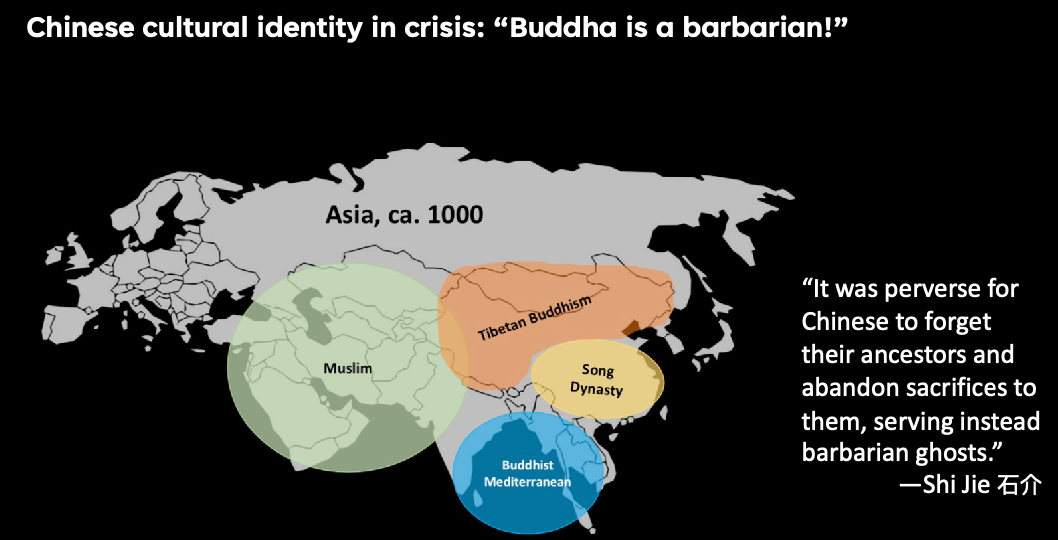 Chinese cultural identity in crisis: “Buddha is a barbarian!”
Asia, ca. 1000
Tibetan Buddhism
Muslim
Song
Dynasty
Buddhist
Mediterranean
“It was perverse for
Chinese to forget
their ancestors and
abandon sacrifices to
them, serving instead
barbarian ghosts.”
—Shi Jie 石介